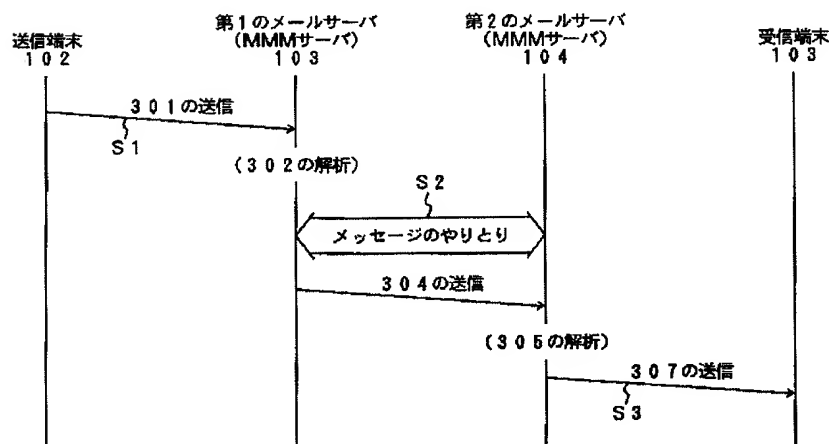 送信端末
102
第1のメールサーバ
(MMMサーバ)
103
第2のメールサーバ
(MMMサーバ)
104
受信端末
103
301の送信
S1
(302の解析)
S2
メッセージのやりとり
304の送信
(305の解析)
307の送信
S3